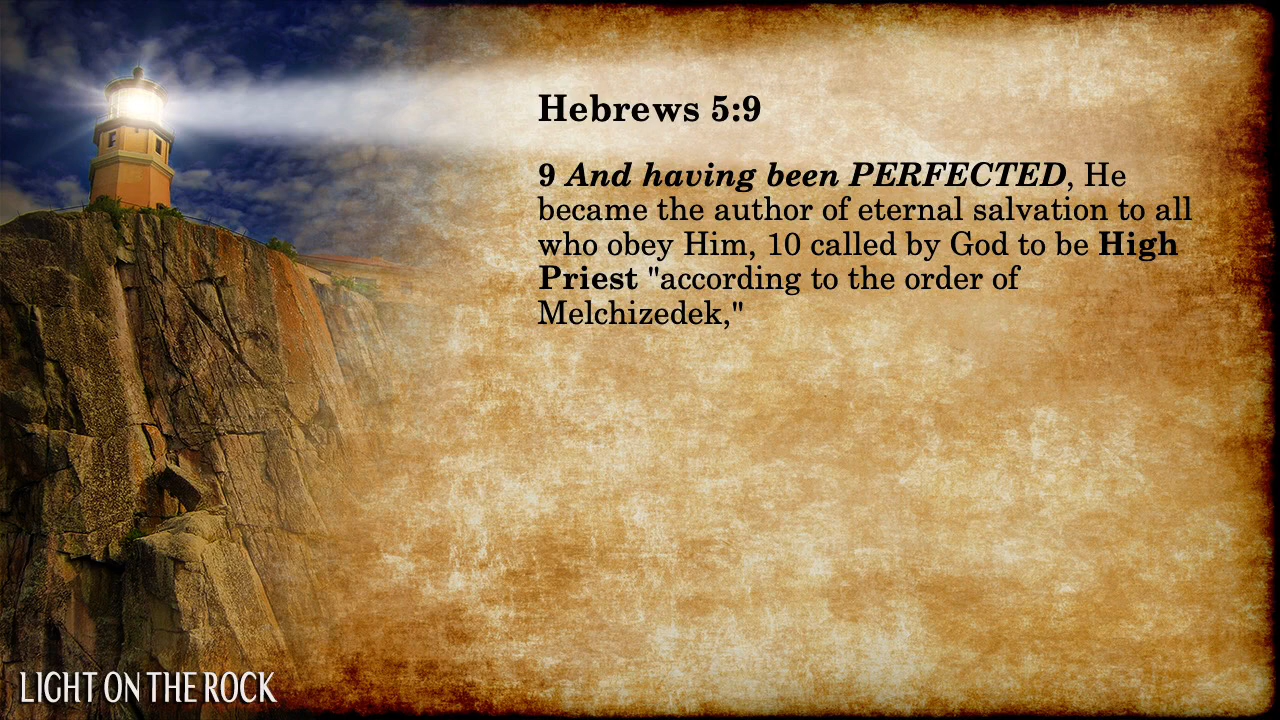 Hebrews 5:9
9 And having been PERFECTED, He
became the author of eternal salvation to all
who obey Him, 10 called by God to be High
Priest "according to the order of
Melchizedek,"
LIGHT ON THE ROCK